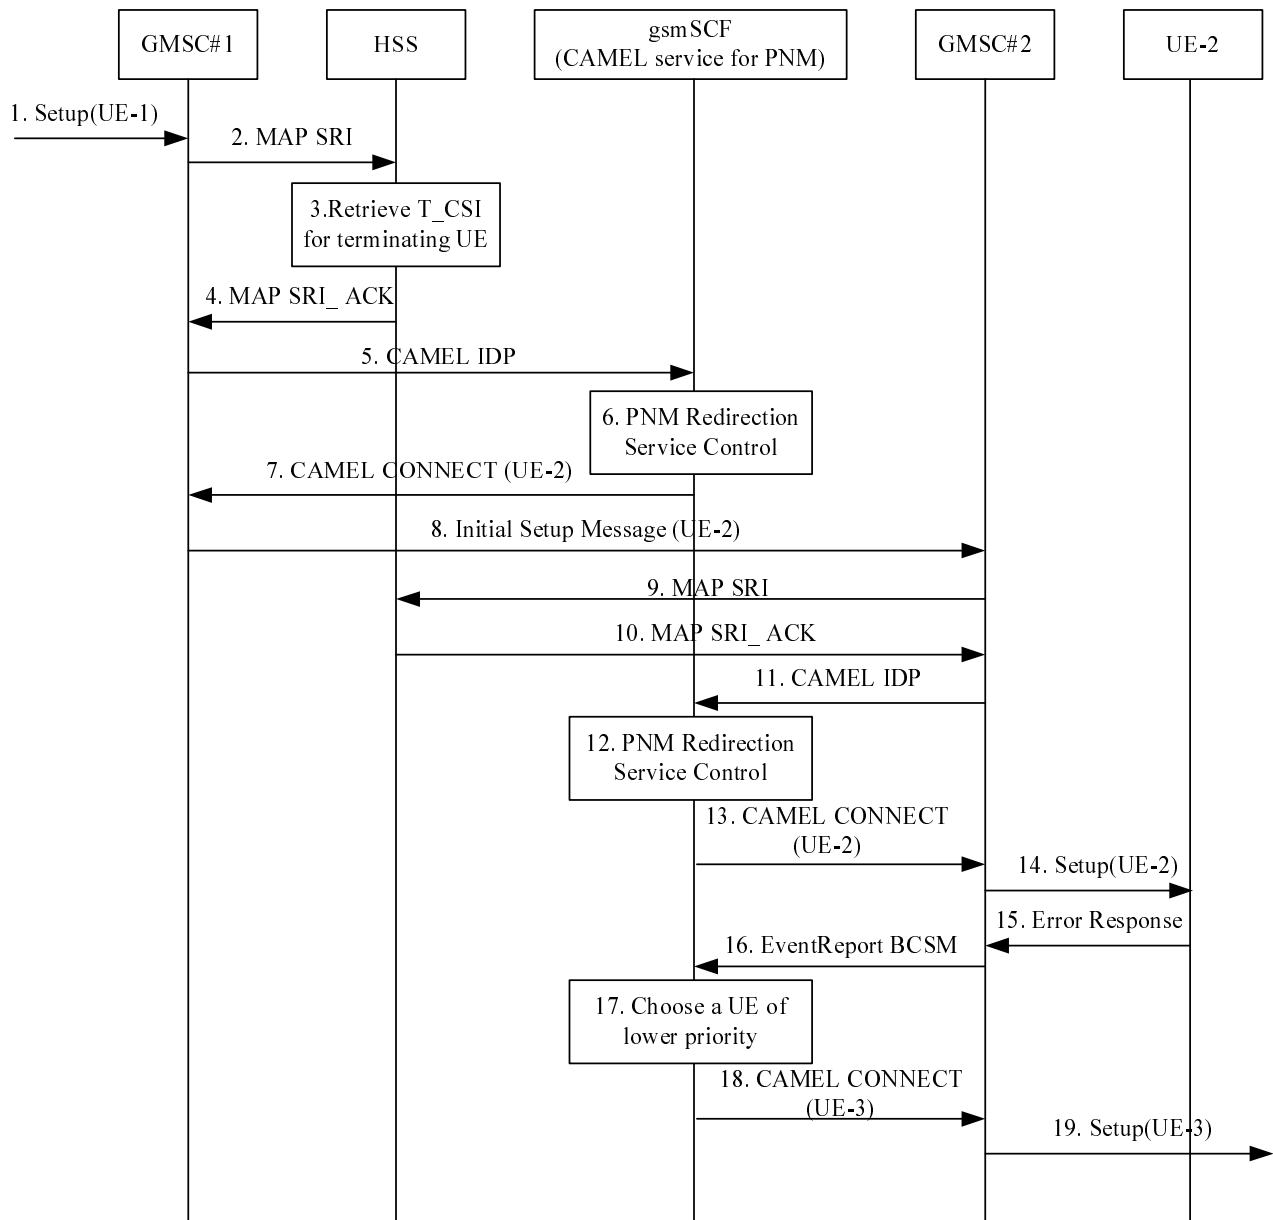 GMSC#1
HSS
gsmSCF
(CAMEL service for PNM)
GMSC#2
UE-2
1. Setup(UE-1)
2. MAP SRI
3.Retrieve T_CSI
for terminating UE
4. MAP SRI_ ACK
5. CAMEL IDP
6. PNM Redirection
Service Control
7. CAMEL CONNECT (UE-2)
8. Initial Setup Message (UE-2)
9. MAP SRI
10. MAP SRI_ ACK
11. CAMEL IDP
12. PNM Redirection
Service Control
13. CAMEL CONNECT
(UE-2)
14. Setup(UE-2)
15. Error Response
16. EventReport BCSM
17. Choose a UE of
lower priority
18. CAMEL CONNECT
(UE-3)
19. Setup(UE-3)